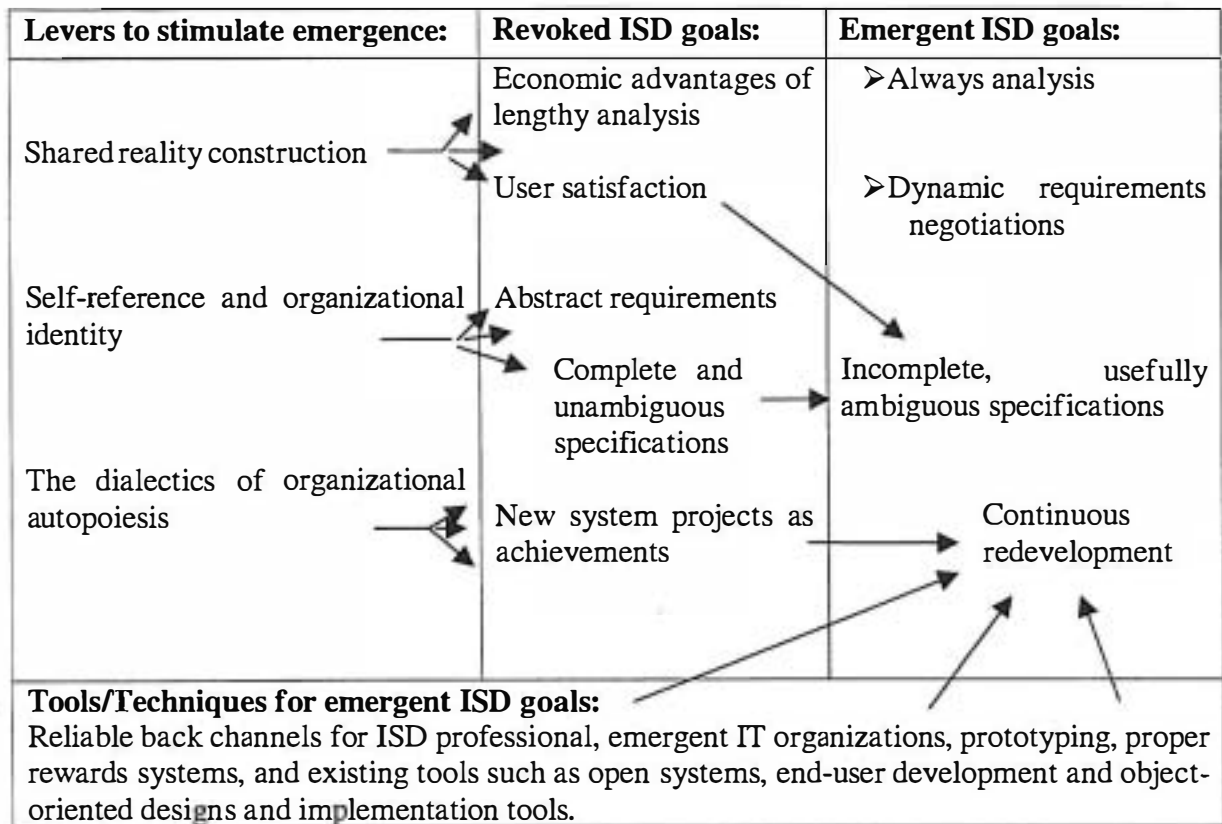 Levers to stimulate emergence:
Revoked ISD goals:
Emergent ISD goals:
Shared reality construction
Economic advantages of
lengthy analysis
User satisfaction
➢Always analysis
➢Dynamic requirements
negotiations
Self-reference and organizational
identity
Abstract requirements
Complete and
unambiguous
specifications
Incomplete, usefully
ambiguous specifications
The dialectics of organizational
autopoiesis
New system projects as
achievements
Continuous
redevelopment
Tools/Techniques for emergent ISD goals:
Reliable back channels for ISD professional, emergent IT organizations, prototyping, proper
rewards systems, and existing tools such as open systems, end-user development and object-
oriented designs and implementation tools.